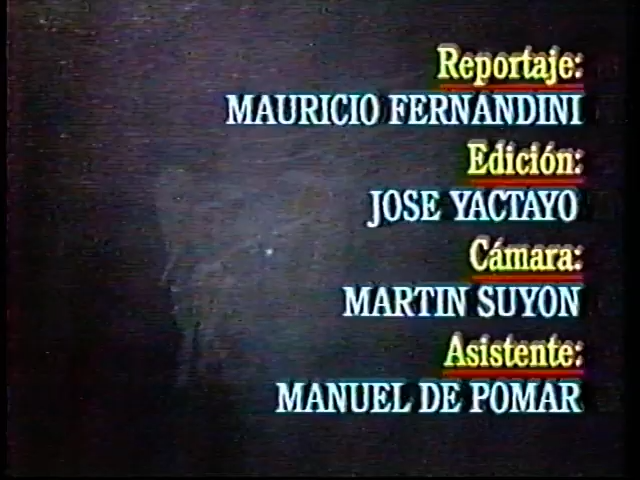 Reportaje:
MAURICIO FERNANDINI
Edición:
JOSE YACTAYO
Cámara:
MARTIN SUYON
Asistente:
MANUEL DE POMAR